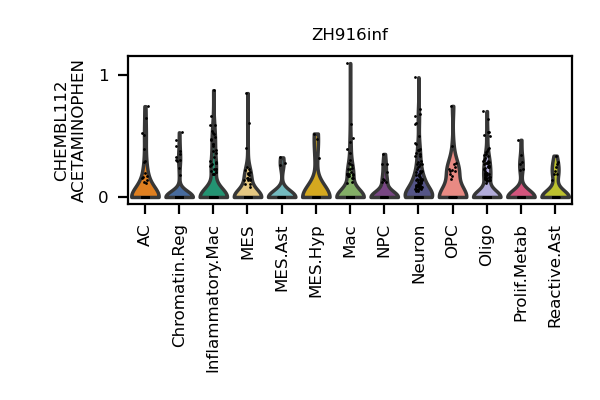 ZH916inf
CHEMBL112
ACETAMINOPHEN
1
0
AC
Chromatin.Reg
Inflammatory.Mac
MES
MES.Ast
MES.Hyp
Mac
NPC
Neuron
OPC
Oligo
Prolif.Metab
Reactive.Ast